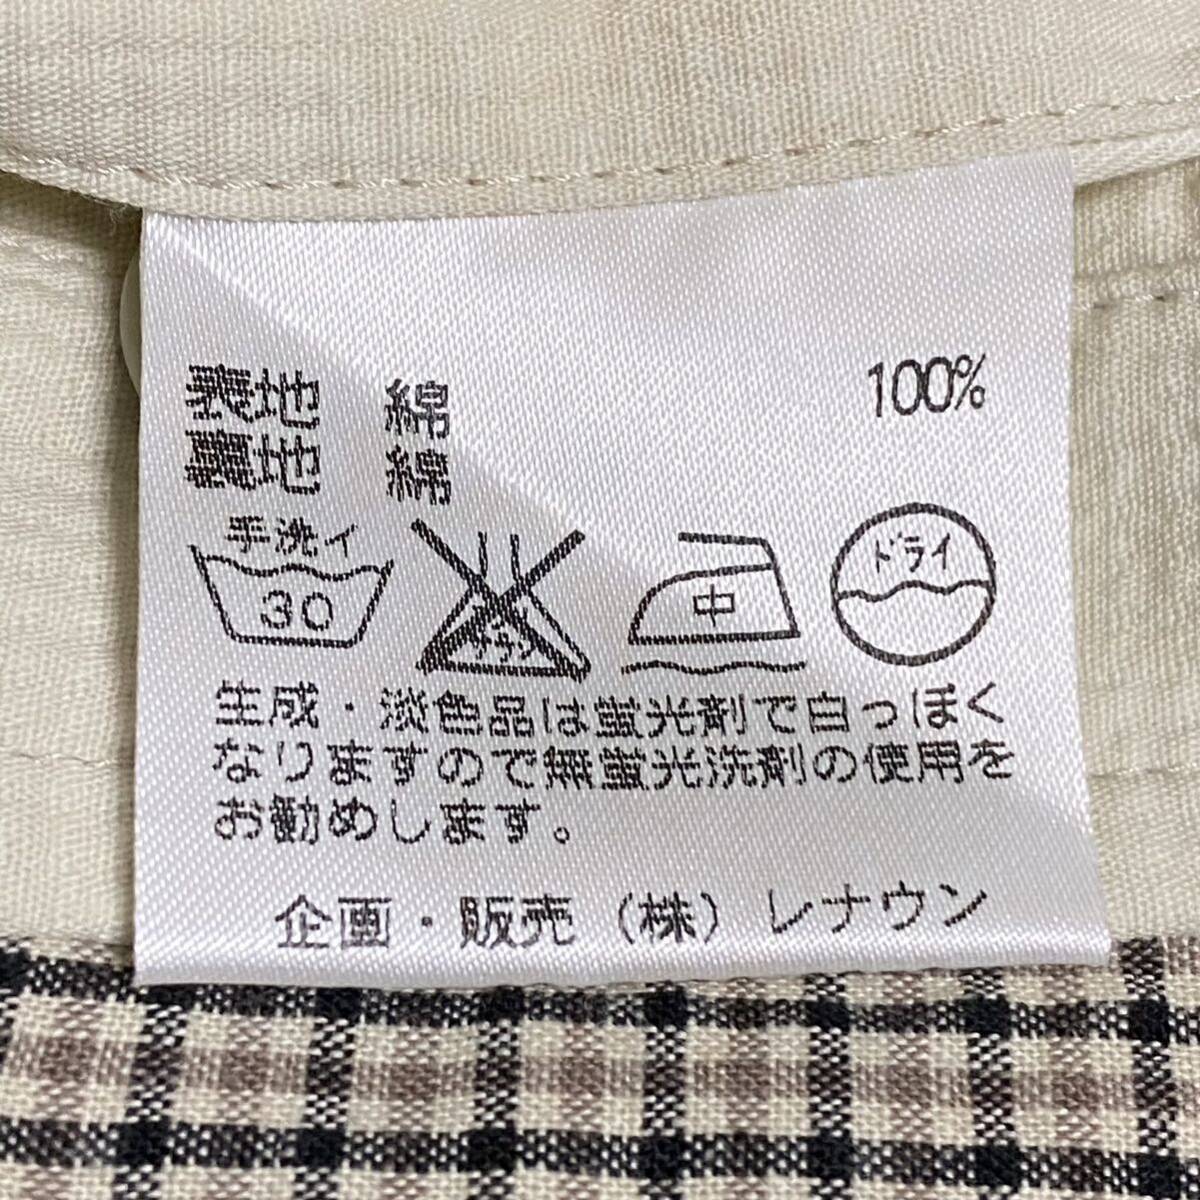 表地 綿 100%
裏地 綿
手洗イ
30
エンソサラシ
中
ドライ
生成・淡色品は蛍光剤で白っぽく
なりますので無蛍光洗剤の使用を
お勧めします。
企画・販売（株）レナウン